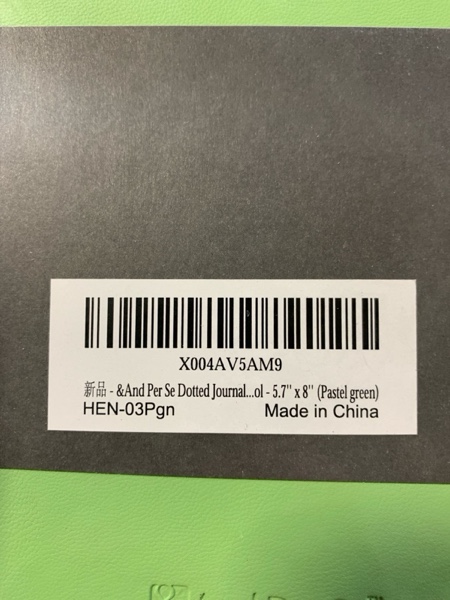 X004AV5AM9
新品 - &And Per Se Dotted Journal...ol - 5.7" x 8" (Pastel green)
HEN-03Pgn Made in China